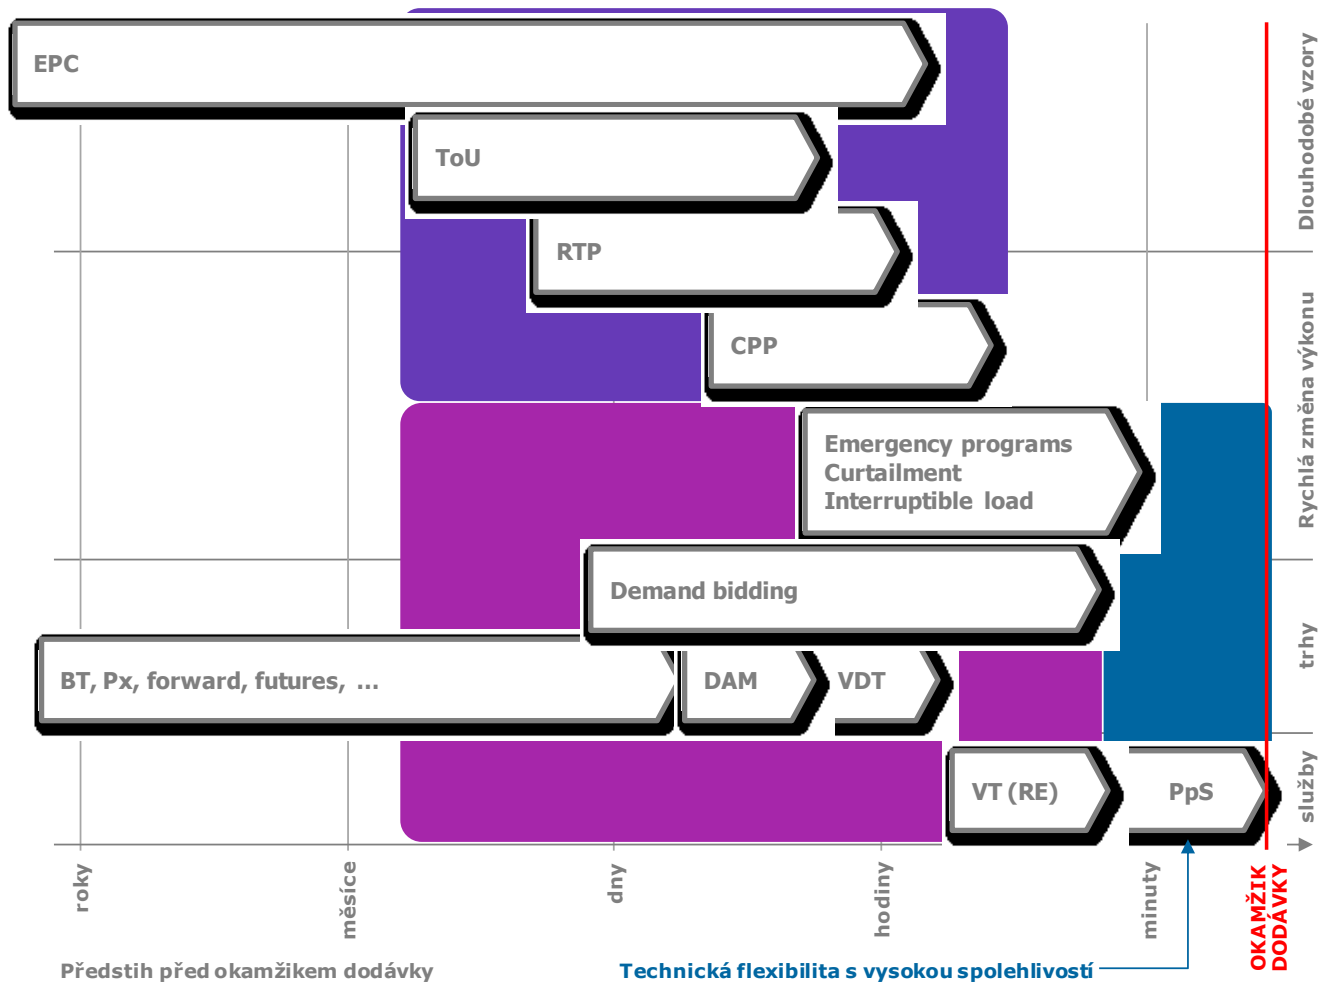 EPC
ToU
RTP
CPP
Emergency programs
Curtailment
Interruptible load
Demand bidding
BT, Px, forward, futures, ...
DAM
VDT
VT (RE)
PpS
Dlouhodobé vzory
Rychlá změna výkonu
trhy
služby
roky
měsíce
dny
hodiny
minuty
OKAMŽIK
DODÁVKY
Předstih před okamžikem dodávky
Technická flexibilita s vysokou spolehlivostí